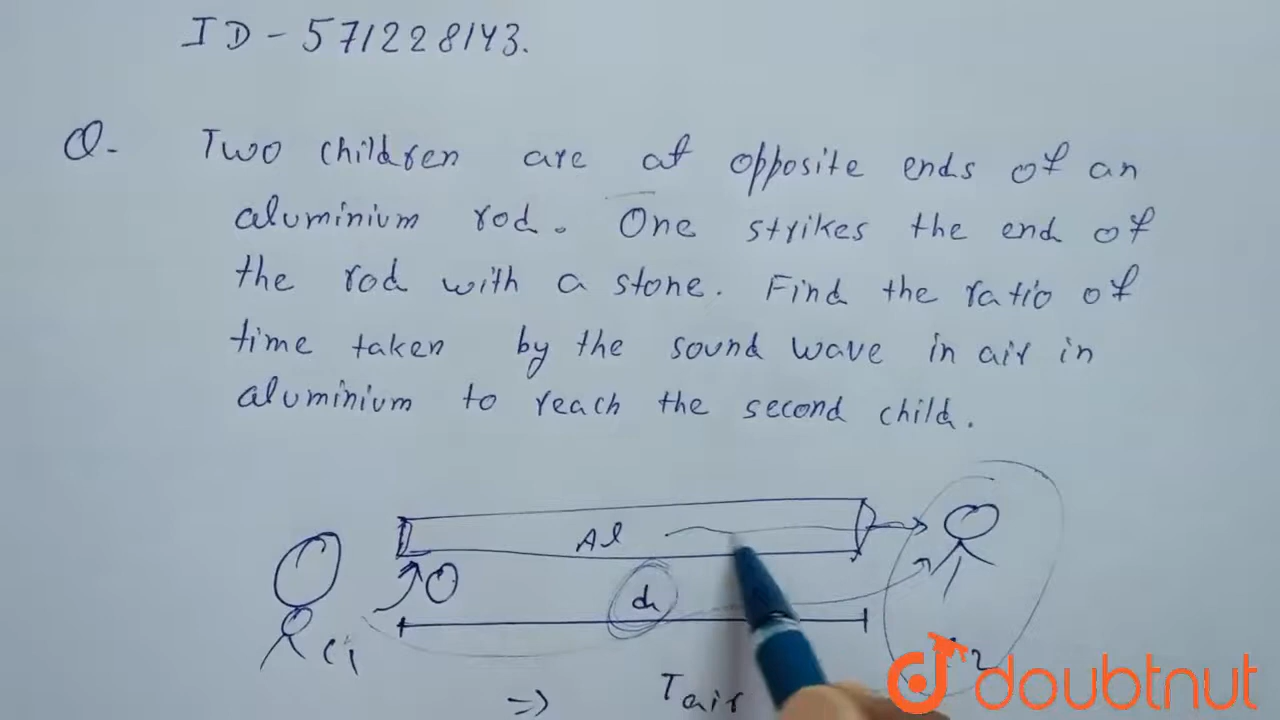 ID - 571228143.
Q. Two children are at opposite ends of an
aluminium rod. One strikes the end of
the rod with a stone. Find the ratio of
time taken by the sound wave in air in
aluminium to reach the second child.
Al
d
C1
2
=> Tair
doubtnut